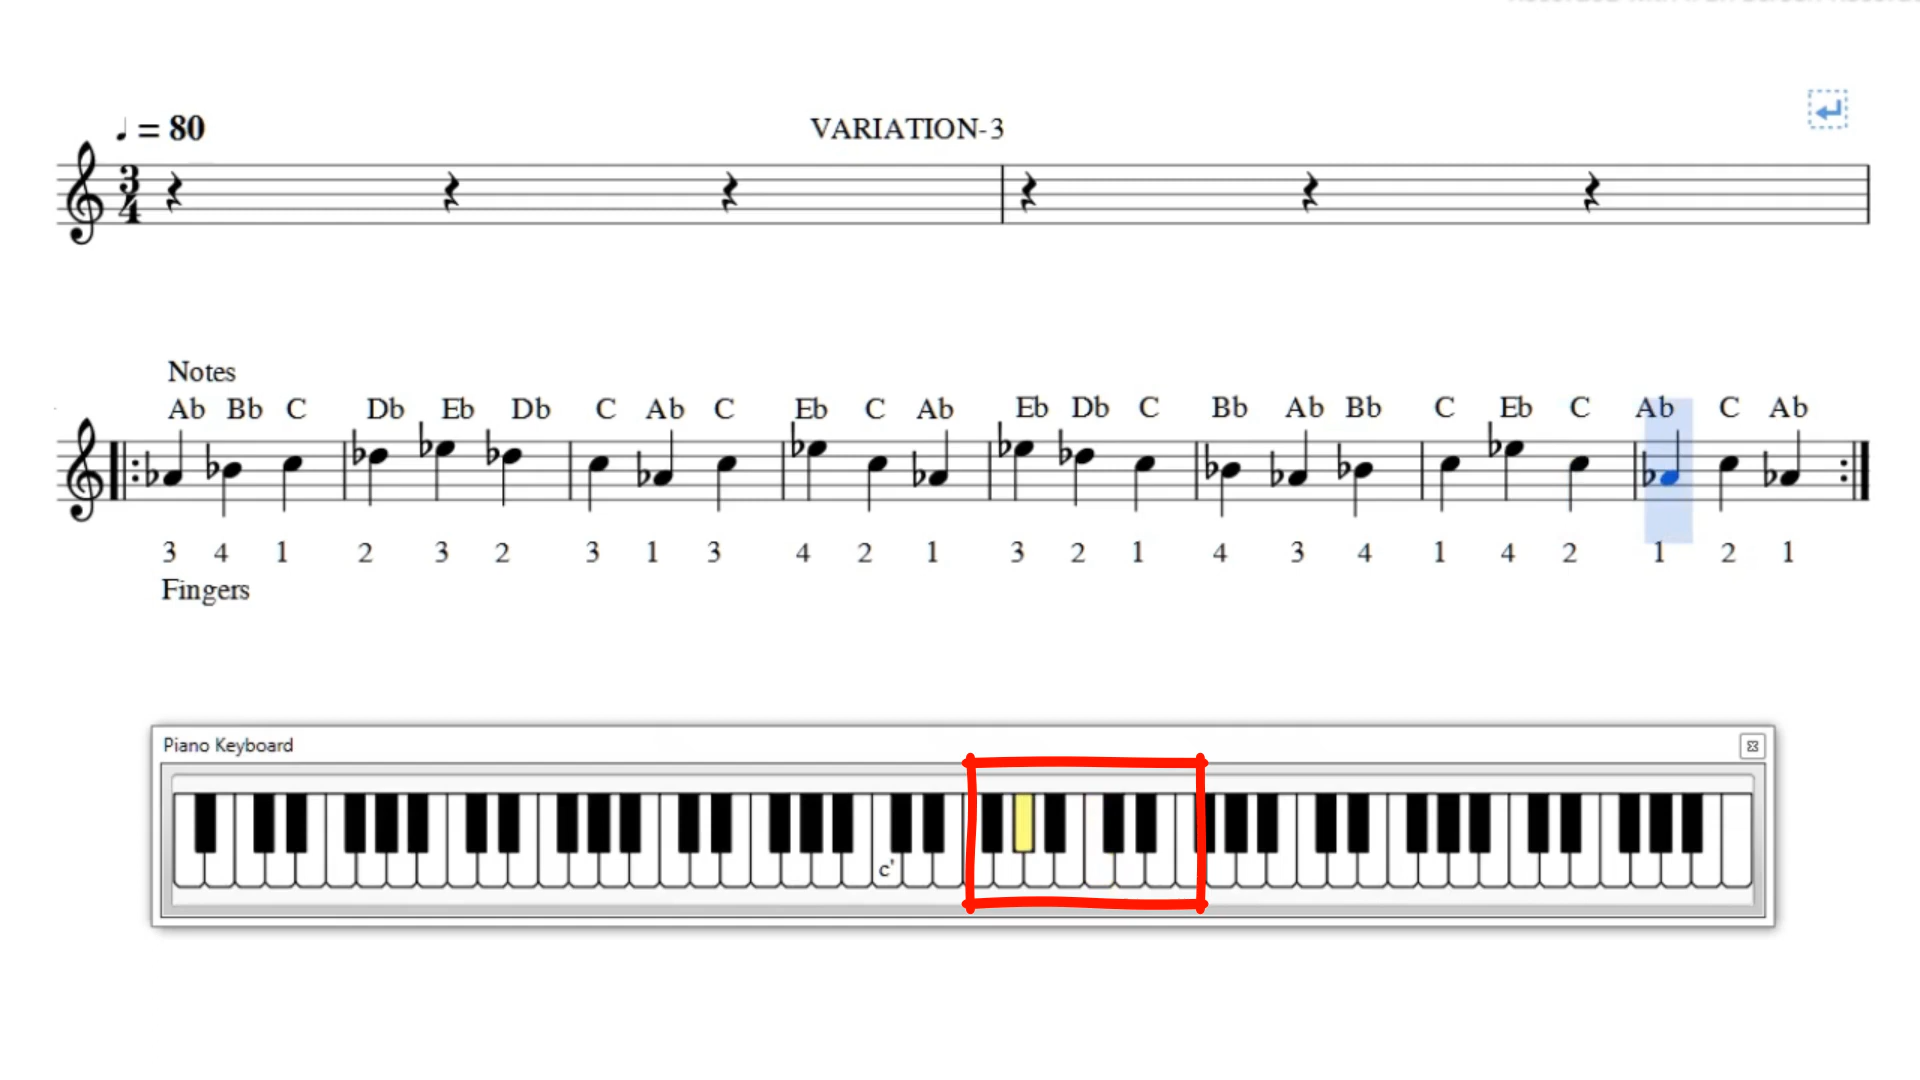 ♩ = 80
VARIATION-3
3
4
Notes
Ab Bb C Db Eb Db C Ab C Eb C Ab Eb Db C Bb Ab Bb C Eb C Ab C Ab
3 4 1 2 3 2 3 1 3 4 2 1 3 2 1 4 3 4 1 4 2 1 2 1
Fingers
Piano Keyboard
c'